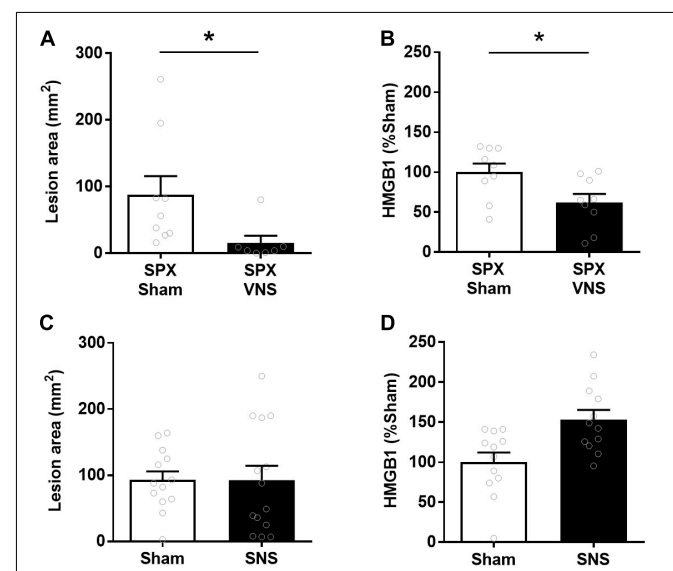 A
*
Lesion area (mm²)
300
200
100
0
SPX
Sham
SPX
VNS
B
*
HMGB1 (%Sham)
250
200
150
100
50
0
SPX
Sham
SPX
VNS
C
Lesion area (mm²)
300
200
100
0
Sham
SNS
D
HMGB1 (%Sham)
250
200
150
100
50
0
Sham
SNS